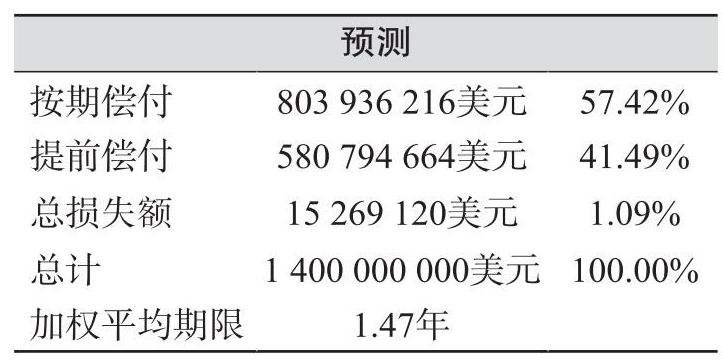 预测
按期偿付 803 936 216美元 57.42%
提前偿付 580 794 664美元 41.49%
总损失额 15 269 120美元 1.09%
总计 1 400 000 000美元 100.00%
加权平均期限 1.47年